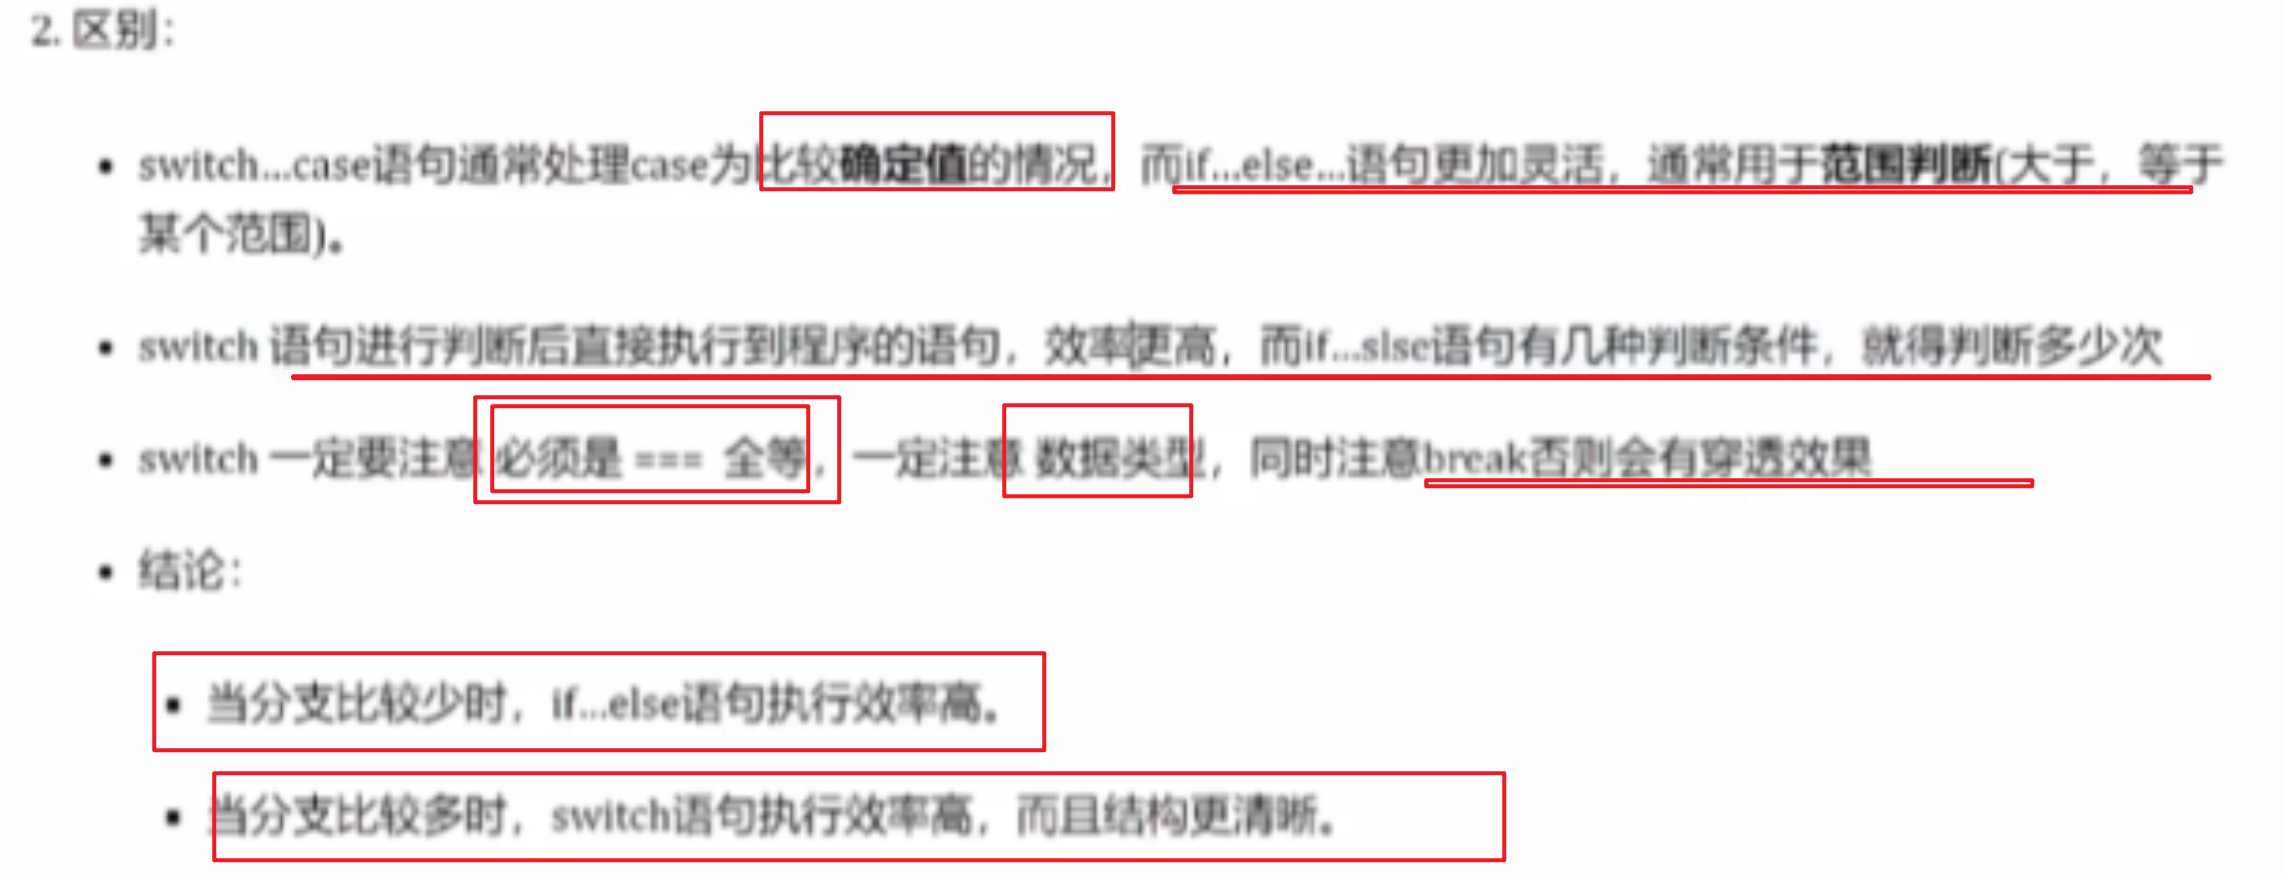 2. 区别：
switch...case语句通常处理case为比较确定值的情况，而if...else...语句更加灵活，通常用于范围判断(大于，等于
某个范围)。
switch 语句进行判断后直接执行到程序的语句，效率更高，而if...slse语句有几种判断条件，就得判断多少次
switch 一定要注意 必须是 === 全等，一定注意 数据类型，同时注意break否则会有穿透效果
结论：
当分支比较少时，if...else语句执行效率高。
当分支比较多时，switch语句执行效率高，而且结构更清晰。